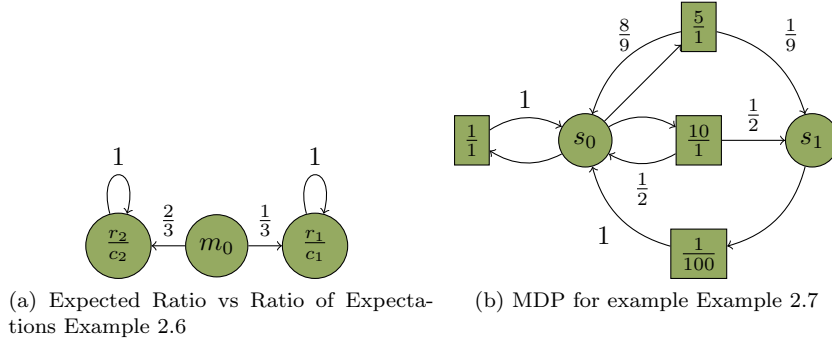 1
1
2/3
1/3
r₂/c₂
m₀
r₁/c₁
(a) Expected Ratio vs Ratio of Expecta-
tions Example 2.6
5/1
8/9
1/9
1
1/1
s₀
10/1
1/2
s₁
1/2
1
1/100
(b) MDP for example Example 2.7